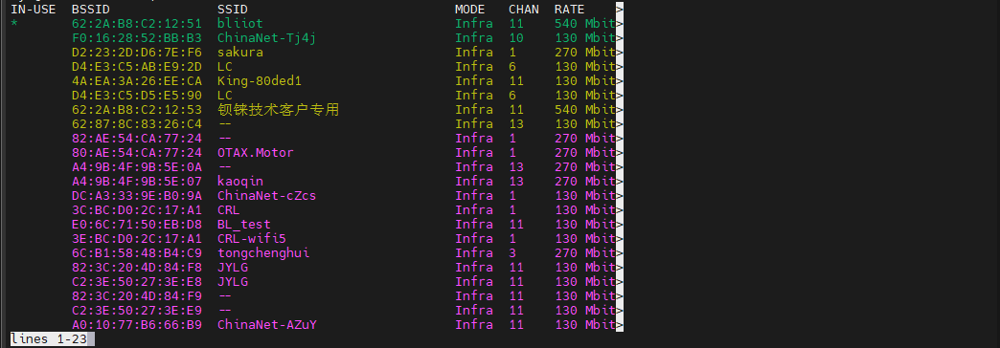 IN-USE  BSSID              SSID                           MODE   CHAN  RATE    >
*       62:2A:B8:C2:12:51  bliiot                         Infra  11    540 Mbit>
        F0:16:28:52:BB:B3  ChinaNet-Tj4j                  Infra  10    130 Mbit>
        D2:23:2D:D6:7E:F6  sakura                         Infra  1     270 Mbit>
        D4:E3:C5:AB:E9:2D  LC                             Infra  6     130 Mbit>
        4A:EA:3A:26:EE:CA  King-80ded1                    Infra  11    130 Mbit>
        D4:E3:C5:D5:E5:90  LC                             Infra  6     130 Mbit>
        62:2A:B8:C2:12:53  钡铼技术客户专用               Infra  11    540 Mbit>
        62:87:8C:83:26:C4  --                             Infra  13    130 Mbit>
        82:AE:54:CA:77:24  --                             Infra  1     270 Mbit>
        80:AE:54:CA:77:24  OTAX.Motor                     Infra  1     270 Mbit>
        A4:9B:4F:9B:5E:0A  --                             Infra  13    270 Mbit>
        A4:9B:4F:9B:5E:07  kaoqin                         Infra  13    270 Mbit>
        DC:A3:33:9E:B0:9A  ChinaNet-cZcs                  Infra  1     130 Mbit>
        3C:BC:D0:2C:17:A1  CRL                            Infra  1     130 Mbit>
        E0:6C:71:50:EB:D8  BL_test                        Infra  11    130 Mbit>
        3E:BC:D0:2C:17:A1  CRL-wifi5                      Infra  1     130 Mbit>
        6C:B1:58:48:B4:C9  tongchenghui                   Infra  3     270 Mbit>
        82:3C:20:4D:84:F8  JYLG                           Infra  11    130 Mbit>
        C2:3E:50:27:3E:E8  JYLG                           Infra  11    130 Mbit>
        82:3C:20:4D:84:F9  --                             Infra  11    130 Mbit>
        C2:3E:50:27:3E:E9  --                             Infra  11    130 Mbit>
        A0:10:77:B6:66:B9  ChinaNet-AZuY                  Infra  11    130 Mbit>
lines 1-23